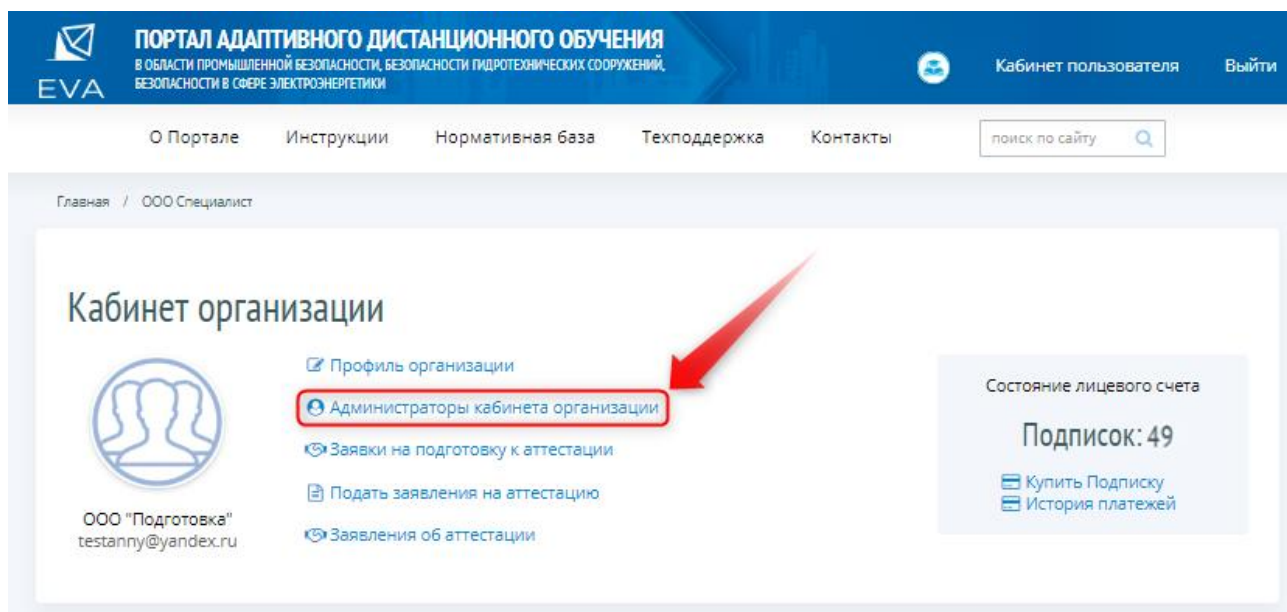 EVA
ПОРТАЛ АДАПТИВНОГО ДИСТАНЦИОННОГО ОБУЧЕНИЯ
В ОБЛАСТИ ПРОМЫШЛЕННОЙ БЕЗОПАСНОСТИ, БЕЗОПАСНОСТИ ГИДРОТЕХНИЧЕСКИХ СООРУЖЕНИЙ,
БЕЗОПАСНОСТИ В СФЕРЕ ЭЛЕКТРОЭНЕРГЕТИКИ
Кабинет пользователя
Выйти
О Портале
Инструкции
Нормативная база
Техподдержка
Контакты
поиск по сайту
Главная / ООО Специалист
Кабинет организации
ООО "Подготовка"
testanny@yandex.ru
Профиль организации
Администраторы кабинета организации
Заявки на подготовку к аттестации
Подать заявления на аттестацию
Заявления об аттестации
Состояние лицевого счета
Подписок: 49
Купить Подписку
История платежей